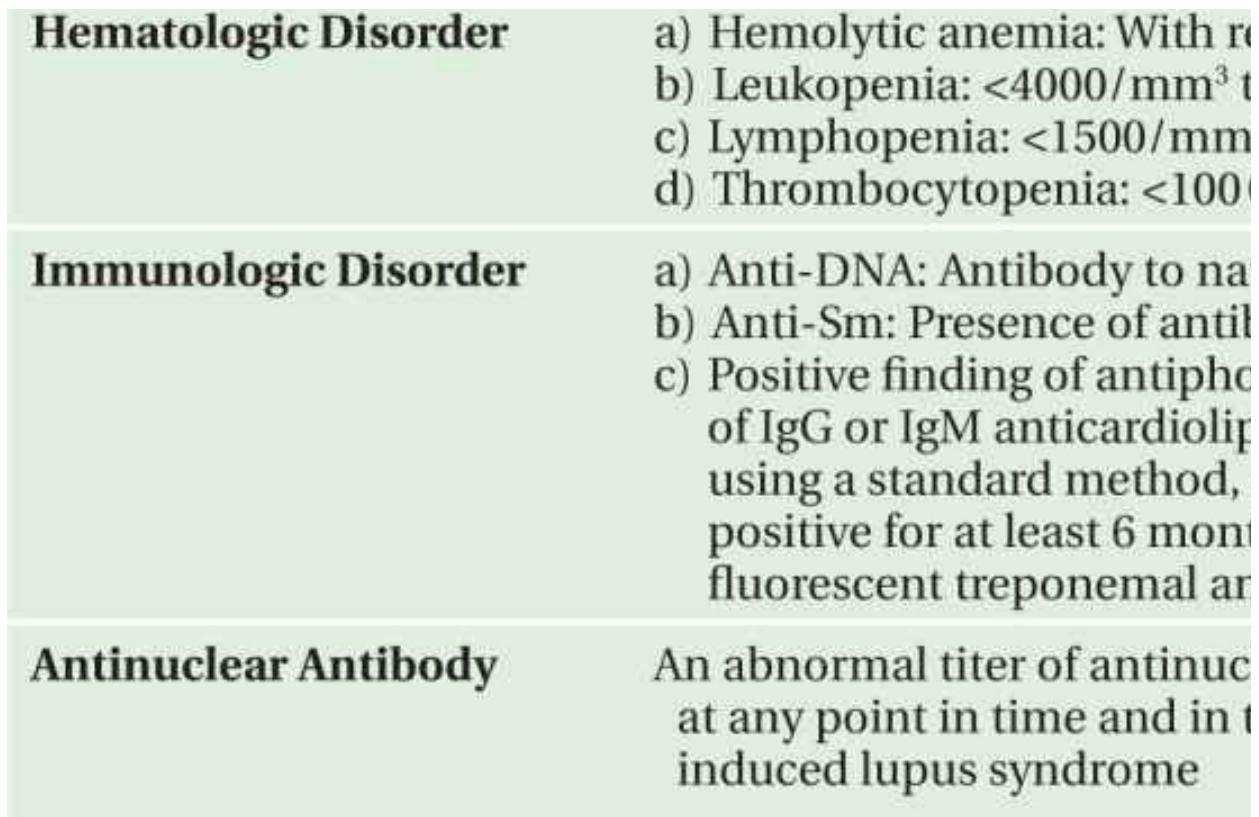 Hematologic Disorder a) Hemolytic anemia: With
b) Leukopenia: <4000/mm³
c) Lymphopenia: <1500/mm
d) Thrombocytopenia: <100
Immunologic Disorder a) Anti-DNA: Antibody to
b) Anti-Sm: Presence of
c) Positive finding of
of IgG or IgM
using a standard method,
positive for at least 6
fluorescent treponemal
Antinuclear Antibody An abnormal titer of
at any point in time and in
induced lupus syndrome